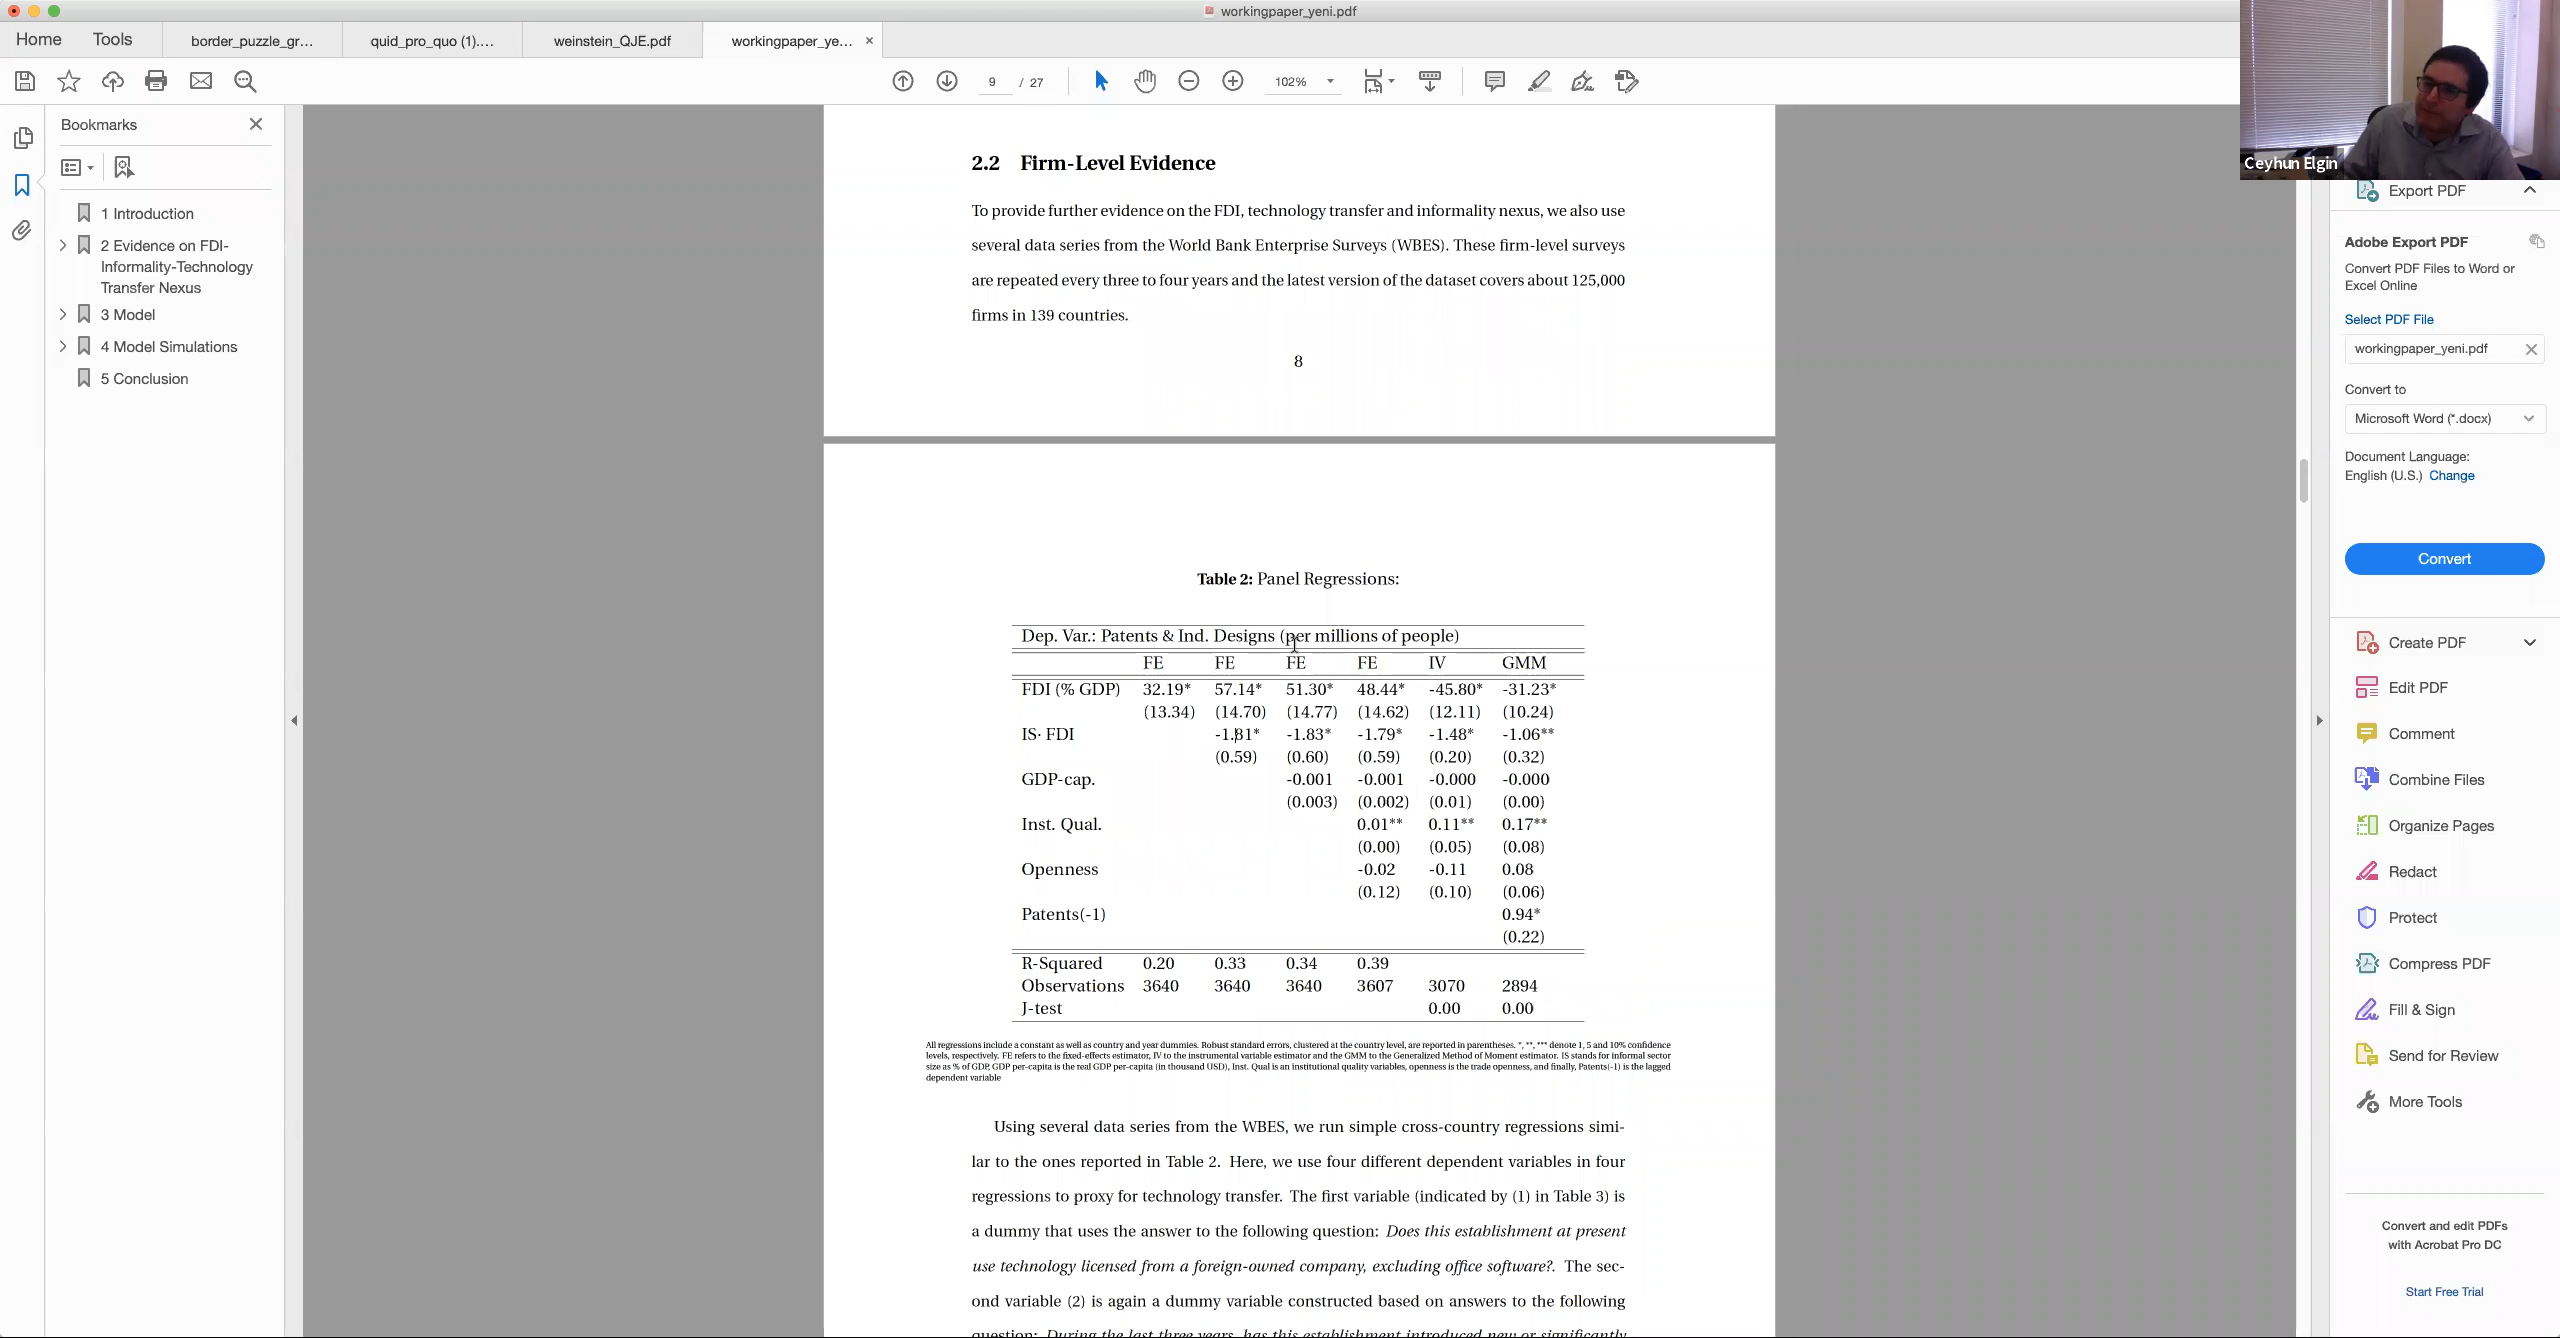 workingpaper_yeni.pdf
Home Tools border_puzzle_gr... quid_pro_quo (1).... weinstein_QJE.pdf workingpaper_ye... ×
9 / 27 102%
Ceyhun Elgin
Bookmarks
1 Introduction
2 Evidence on FDI-
Informality-Technology
Transfer Nexus
3 Model
4 Model Simulations
5 Conclusion
2.2 Firm-Level Evidence
To provide further evidence on the FDI, technology transfer and informality nexus, we also use
several data series from the World Bank Enterprise Surveys (WBES). These firm-level surveys
are repeated every three to four years and the latest version of the dataset covers about 125,000
firms in 139 countries.
8
Table 2: Panel Regressions:
Dep. Var.: Patents & Ind. Designs (per millions of people)
FE FE FE FE IV GMM
FDI (% GDP) 32.19* 57.14* 51.30* 48.44* -45.80* -31.23*
(13.34) (14.70) (14.77) (14.62) (12.11) (10.24)
IS· FDI -1.81* -1.83* -1.79* -1.48* -1.06**
(0.59) (0.60) (0.59) (0.20) (0.32)
GDP-cap. -0.001 -0.001 -0.000 -0.000
(0.003) (0.002) (0.01) (0.00)
Inst. Qual. 0.01** 0.11** 0.17**
(0.00) (0.05) (0.08)
Openness -0.02 -0.11 0.08
(0.12) (0.10) (0.06)
Patents(-1) 0.94*
(0.22)
R-Squared 0.20 0.33 0.34 0.39
Observations 3640 3640 3640 3607 3070 2894
J-test 0.00 0.00
All regressions include a constant as well as country and year dummies. Robust standard errors, clustered at the country level, are reported in parentheses. *, **, *** denote 1, 5 and 10% confidence
levels, respectively. FE refers to the fixed-effects estimator, IV to the instrumental variable estimator and the GMM to the Generalized Method of Moment estimator. IS stands for informal sector
size as % of GDP, GDP per-capita is the real GDP per-capita (in thousand USD), Inst. Qual is an institutional quality variables, openness is the trade openness, and finally, Patents(-1) is the lagged
dependent variable
Using several data series from the WBES, we run simple cross-country regressions simi-
lar to the ones reported in Table 2. Here, we use four different dependent variables in four
regressions to proxy for technology transfer. The first variable (indicated by (1) in Table 3) is
a dummy that uses the answer to the following question: Does this establishment at present
use technology licensed from a foreign-owned company, excluding office software?. The sec-
ond variable (2) is again a dummy variable constructed based on answers to the following
question: During the last three years, has this establishment introduced new or significantly
Export PDF
Adobe Export PDF
Convert PDF Files to Word or
Excel Online
Select PDF File
workingpaper_yeni.pdf
Convert to
Microsoft Word (*.docx)
Document Language:
English (U.S.) Change
Convert
Create PDF
Edit PDF
Comment
Combine Files
Organize Pages
Redact
Protect
Compress PDF
Fill & Sign
Send for Review
More Tools
Convert and edit PDFs
with Acrobat Pro DC
Start Free Trial